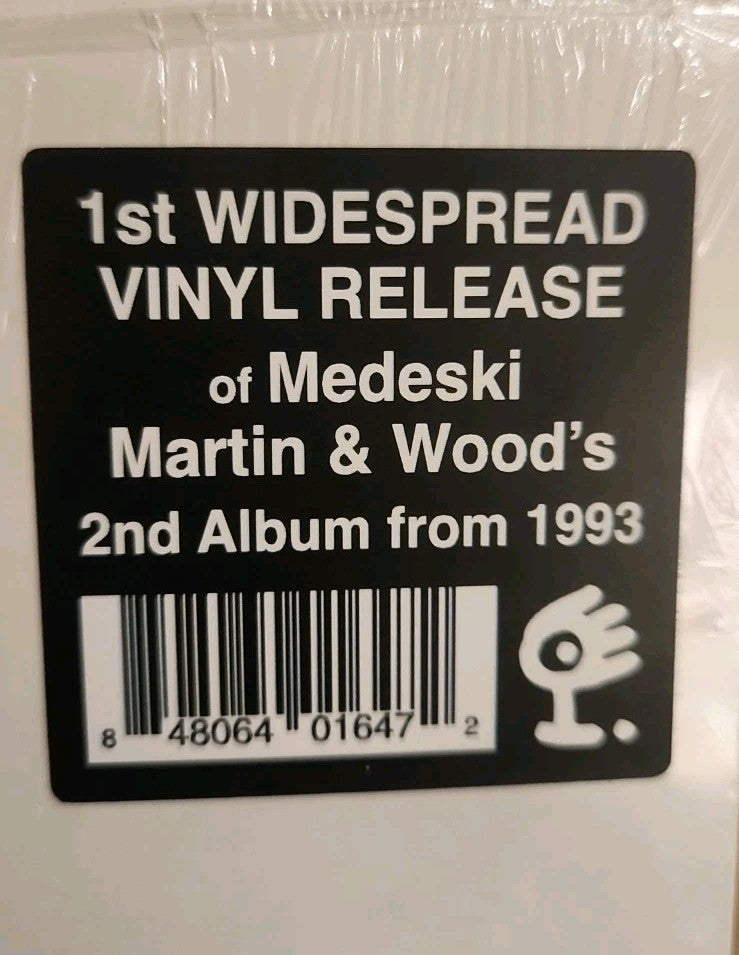 1st WIDESPREAD
VINYL RELEASE
of Medeski
Martin & Wood's
2nd Album from 1993
8 48064 01647 2